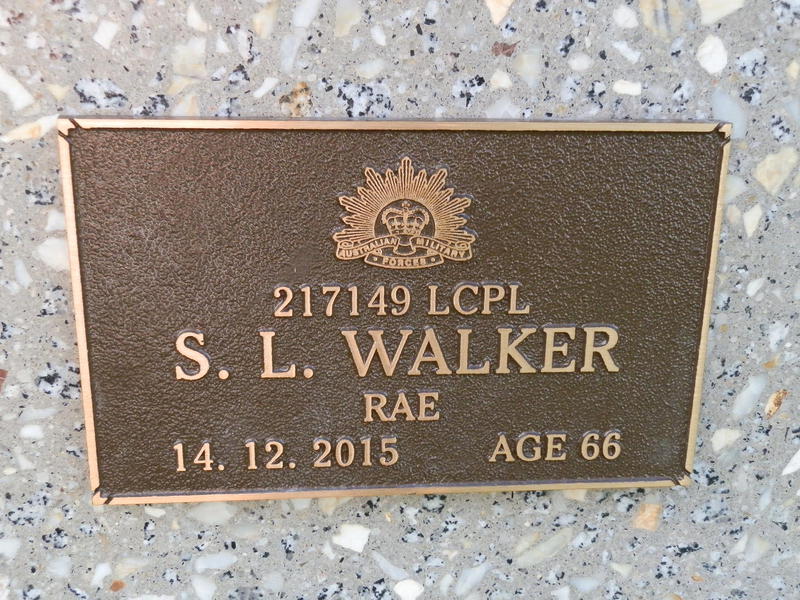 AUSTRALIAN MILITARY
FORCES
217149 LCPL
S. L. WALKER
RAE
14. 12. 2015 AGE 66